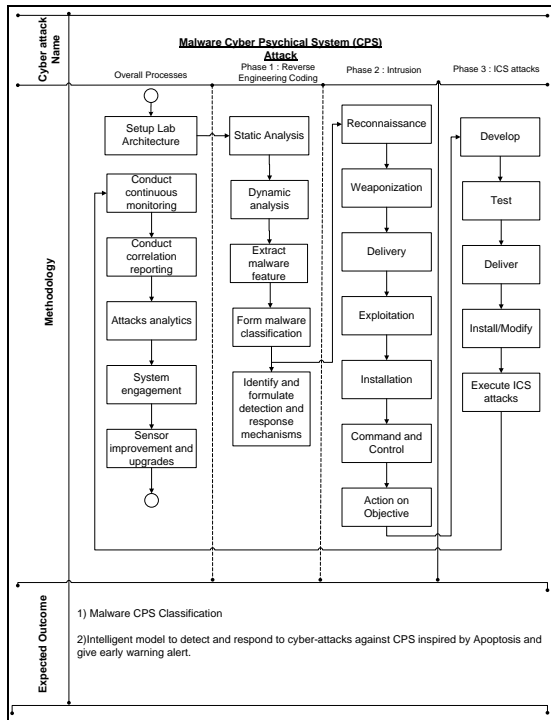 Cyber attack
Name
Malware Cyber Psychical System (CPS)
Attack
Overall Processes
Phase 1 : Reverse
Engineering Coding
Phase 2 : Intrusion
Phase 3 : ICS attacks
Methodology
Setup Lab
Architecture
Conduct
continuous
monitoring
Conduct
correlation
reporting
Attacks analytics
System
engagement
Sensor
improvement and
upgrades
Static Analysis
Dynamic
analysis
Extract
malware
feature
Form malware
classification
Identify and
formulate
detection and
response
mechanisms
Reconnaissance
Weaponization
Delivery
Exploitation
Installation
Command and
Control
Action on
Objective
Develop
Test
Deliver
Install/Modify
Execute ICS
attacks
Expected Outcome
1) Malware CPS Classification
2)Intelligent model to detect and respond to cyber-attacks against CPS inspired by Apoptosis and
give early warning alert.